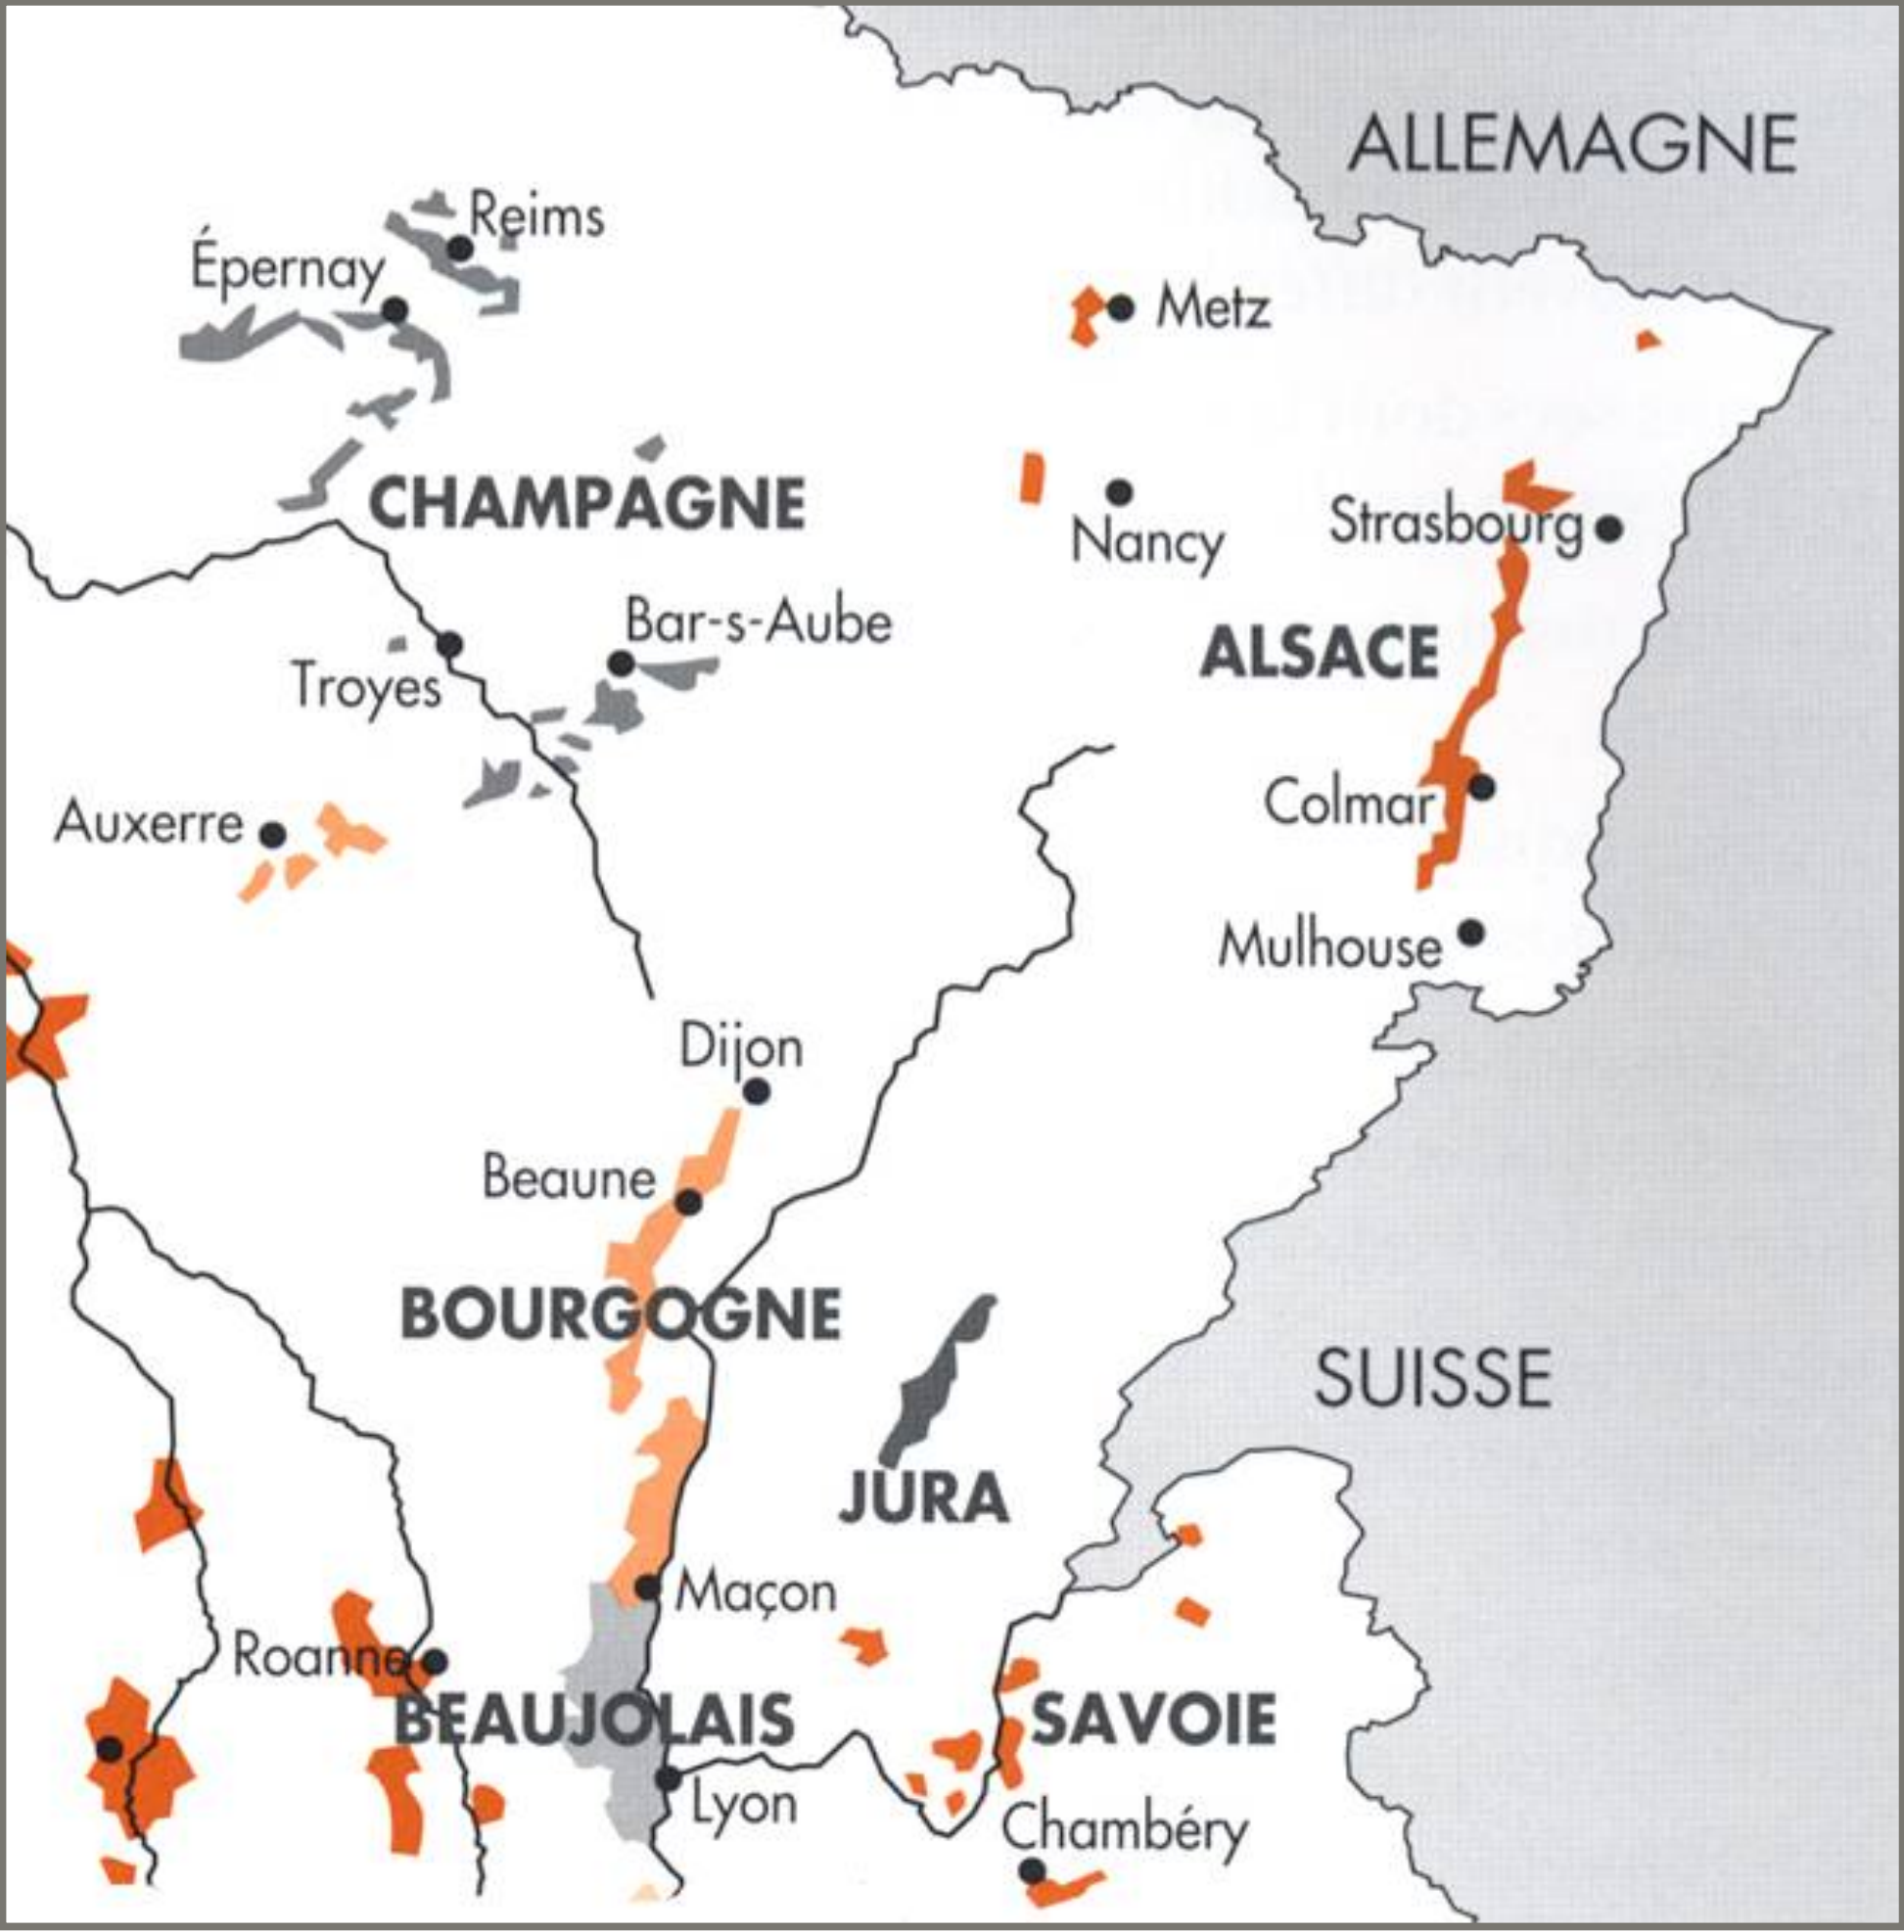 ALLEMAGNE
Reims
Épernay
Metz
CHAMPAGNE
Nancy
Strasbourg
Bar-s-Aube
ALSACE
Troyes
Colmar
Auxerre
Mulhouse
Dijon
Beaune
BOURGOGNE
SUISSE
JURA
Maçon
Roanne
BEAUJOLAIS
SAVOIE
Lyon
Chambéry